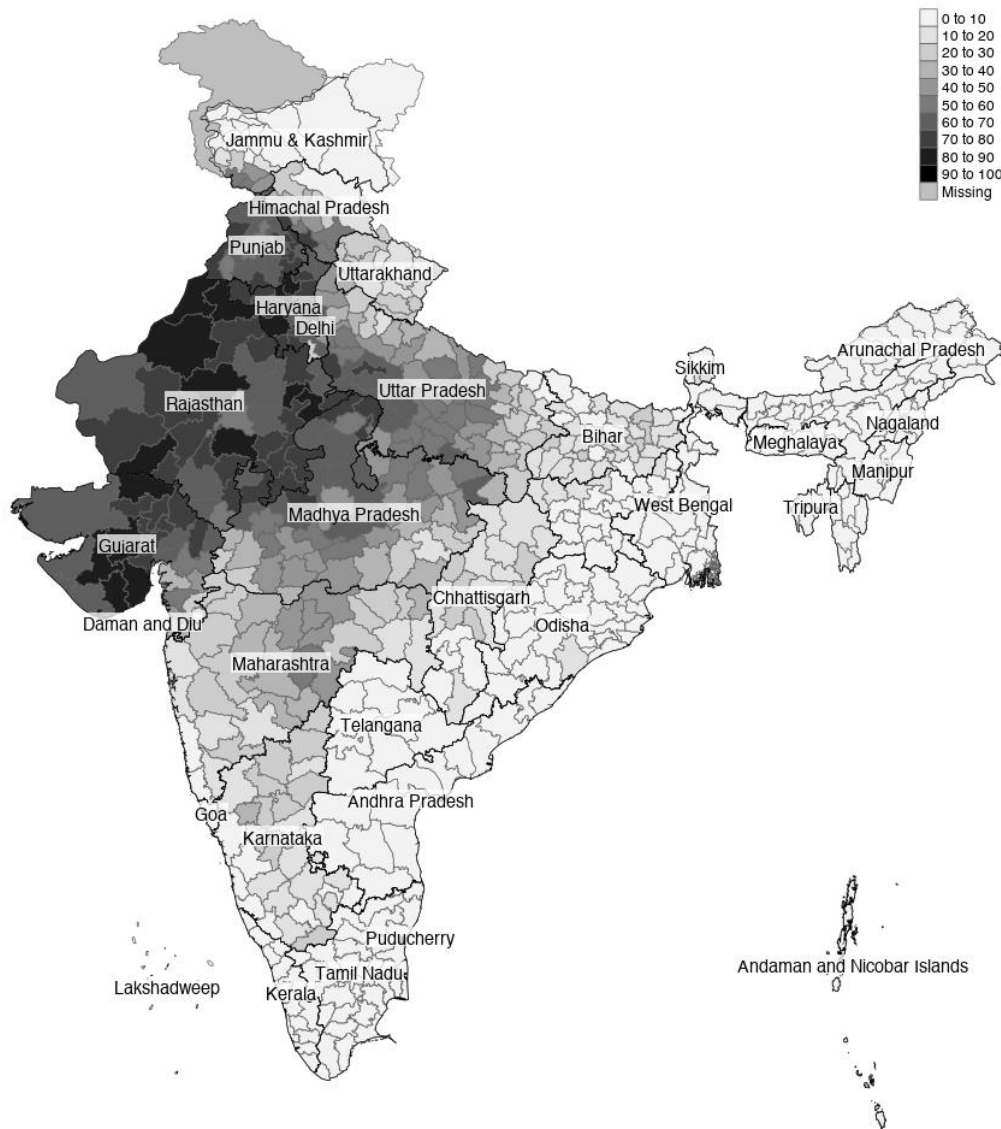 0 to 10
10 to 20
20 to 30
30 to 40
40 to 50
50 to 60
60 to 70
70 to 80
80 to 90
90 to 100
Missing
Jammu & Kashmir
Himachal Pradesh
Punjab
Uttarakhand
Haryana
Delhi
Arunachal Pradesh
Sikkim
Uttar Pradesh
Rajasthan
Nagaland
Bihar
Meghalaya
Manipur
West Bengal
Tripura
Madhya Pradesh
Gujarat
Chhattisgarh
Daman and Diu
Odisha
Maharashtra
Telangana
Andhra Pradesh
Goa
Karnataka
Puducherry
Andaman and Nicobar Islands
Tamil Nadu
Lakshadweep
Kerala